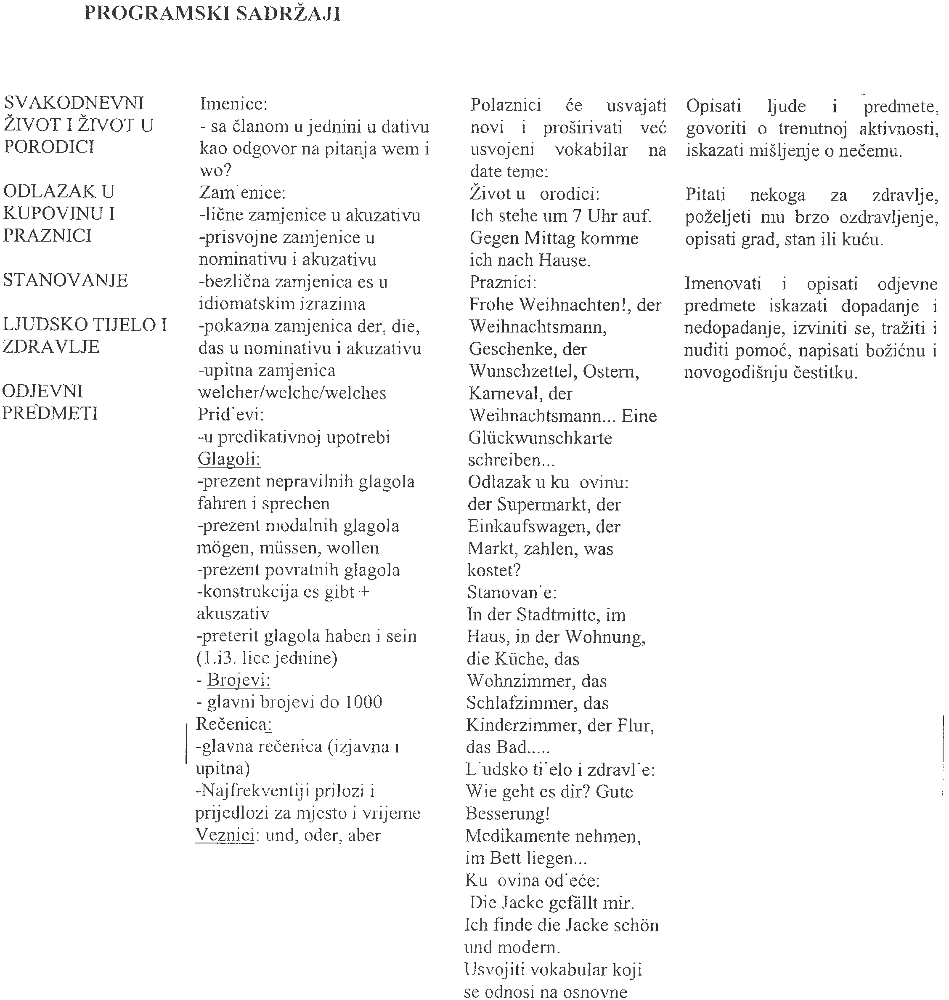 PROGRAMSKI SADRŽAJI
SVAKODNEVNI
ŽIVOT I ŽIVOT U
PORODICI
ODLAZAK U
KUPOVINU I
PRAZNICI
STANOVANJE
LJUDSKO TIJELO I
ZDRAVLJE
ODJEVNI
PREDMETI
Imenice:
- sa članom u jednini u dativu
kao odgovor na pitanja wem i
wo?
Zam enice:
-lične zamjenice u akuzativu
-prisvojne zamjenice u
nominativu i akuzativu
-bezlična zamjenica es u
idiomatskim izrazima
-pokazna zamjenica der, die,
das u nominativu i akuzativu
-upitna zamjenica
welcher/welche/welches
Prid evi:
-u predikativnoj upotrebi
Glagoli:
-prezent nepravilnih glagola
fahren i sprechen
-prezent modalnih glagola
mögen, müssen, wollen
-prezent povratnih glagola
-konstrukcija es gibt +
akuszativ
-preterit glagola haben i sein
(1.i3. lice jednine)
- Brojevi:
- glavni brojevi do 1000
Rečenica:
-glavna rečenica (izjavna i
upitna)
-Najfrekventiji prilozi i
prijedlozi za mjesto i vrijeme
Veznici: und, oder, aber
Polaznici će usvajati
novi i proširivati već
usvojeni vokabilar na
date teme:
Život u orodici:
Ich stehe um 7 Uhr auf.
Gegen Mittag komme
ich nach Hause.
Praznici:
Frohe Weihnachten!, der
Weihnachtsmann,
Geschenke, der
Wunschzettel, Ostern,
Karneval, der
Weihnachtsmann... Eine
Glückwunschkarte
schreiben...
Odlazak u ku ovinu:
der Supermarkt, der
Einkaufswagen, der
Markt, zahlen, was
kostet?
Stanovan e:
In der Stadtmitte, im
Haus, in der Wohnung,
die Küche, das
Wohnzimmer, das
Schlafzimmer, das
Kinderzimmer, der Flur,
das Bad.....
L udsko ti elo i zdravl e:
Wie geht es dir? Gute
Besserung!
Medikamente nehmen,
im Bett liegen...
Ku ovina od eće:
Die Jacke gefällt mir.
Ich finde die Jacke schön
und modern.
Usvojiti vokabular koji
se odnosi na osnovne
Opisati ljude i predmete,
govoriti o trenutnoj aktivnosti,
iskazati mišljenje o nečemu.
Pitati nekoga za zdravlje,
poželjeti mu brzo ozdravljenje,
opisati grad, stan ili kuću.
Imenovati i opisati odjevne
predmete iskazati dopadanje i
nedopadanje, izviniti se, tražiti i
nuditi pomoć, napisati božićnu i
novogodišnju čestitku.